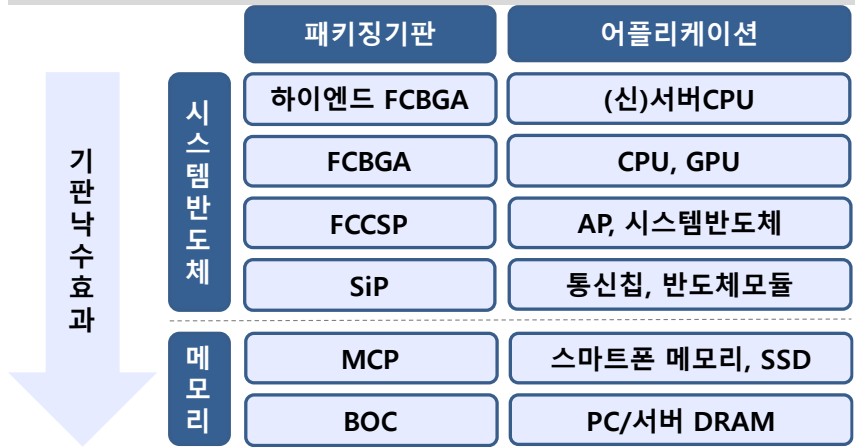 패키징기판 어플리케이션
기판낙수효과
시스템반도체
하이엔드 FCBGA (신)서버CPU
FCBGA CPU, GPU
FCCSP AP, 시스템반도체
SiP 통신칩, 반도체모듈
메모리
MCP 스마트폰 메모리, SSD
BOC PC/서버 DRAM